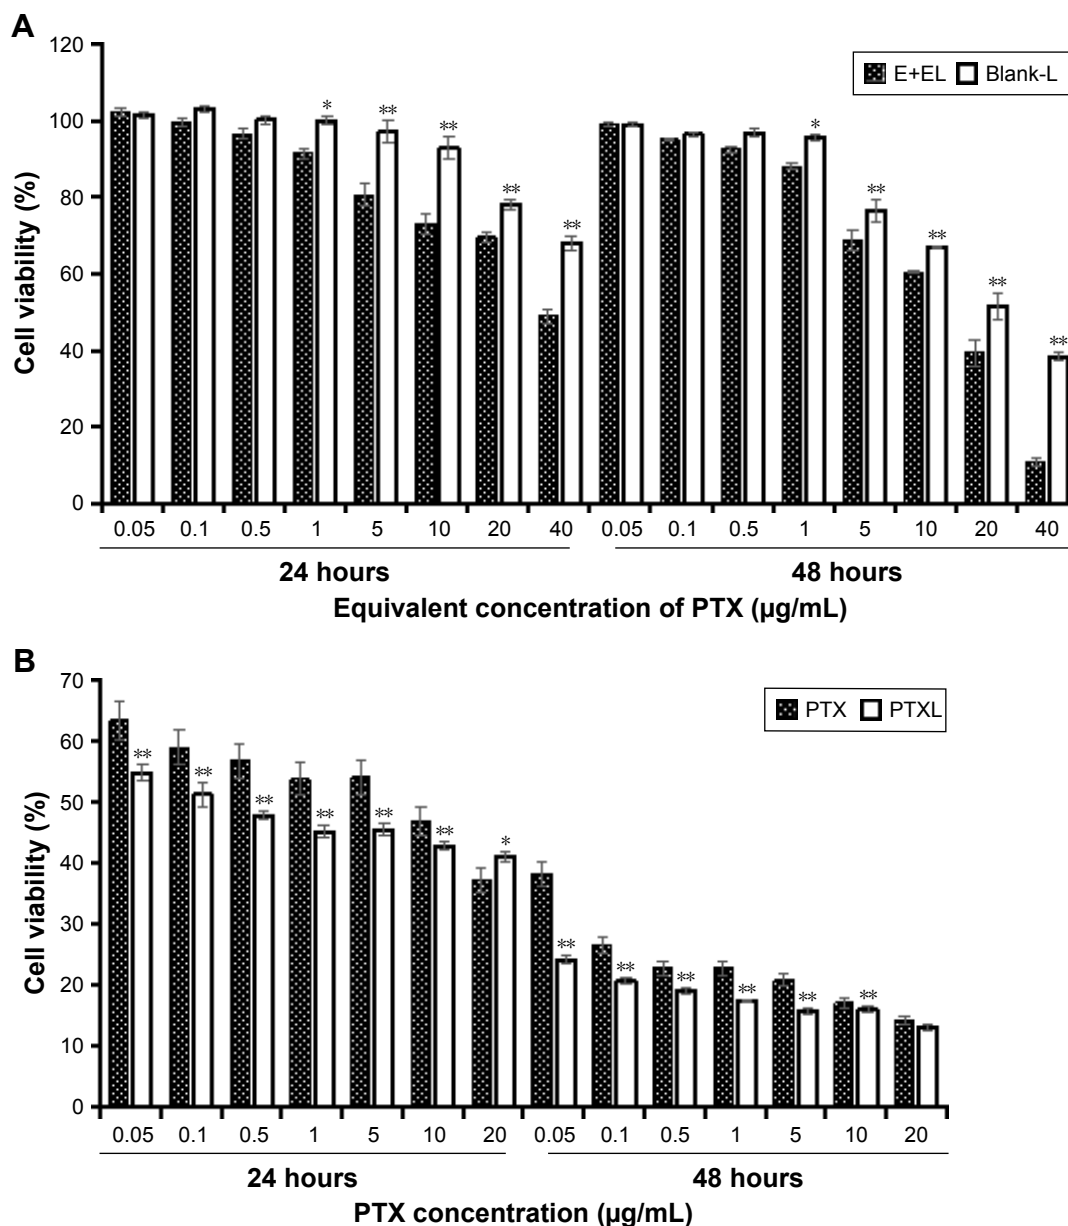 A
120
100
80
60
40
20
0
Cell viability (%)
E+EL Blank-L
* ** ** ** ** * ** ** ** **
0.05 0.1 0.5 1 5 10 20 40 0.05 0.1 0.5 1 5 10 20 40
24 hours 48 hours
Equivalent concentration of PTX (µg/mL)
B
70
60
50
40
30
20
10
0
Cell viability (%)
PTX PTXL
** ** ** ** ** ** * ** ** ** ** ** **
0.05 0.1 0.5 1 5 10 20 0.05 0.1 0.5 1 5 10 20
24 hours 48 hours
PTX concentration (µg/mL)